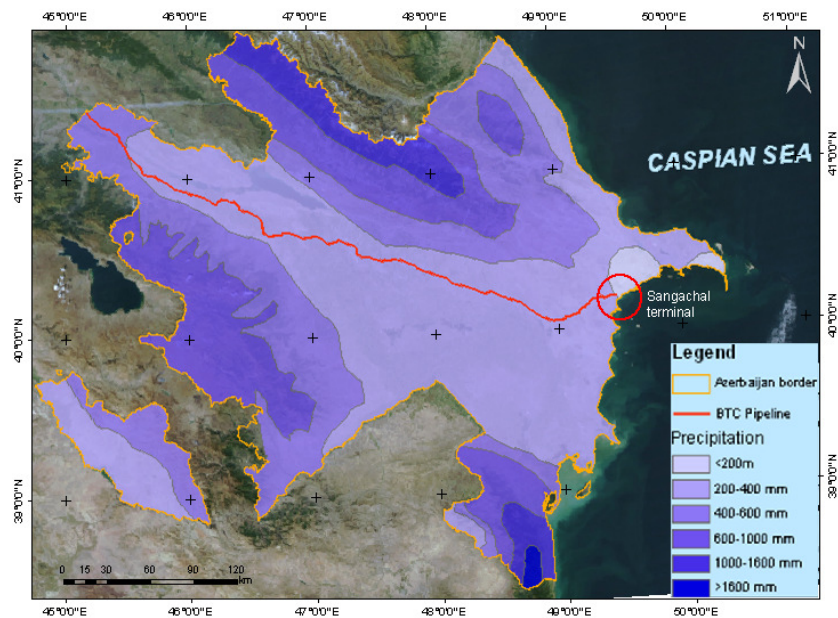 45°0'0"E 46°0'0"E 47°0'0"E 48°0'0"E 49°0'0"E 50°0'0"E 51°0'0"E
N
CASPIAN SEA
41°0'0"N 41°0'0"N
Sangachal
terminal
40°0'0"N 40°0'0"N
Legend
Azerbaijan border
BTC Pipeline
Precipitation
<200m
200-400 mm
400-600 mm
600-1000 mm
1000-1600 mm
>1600 mm
39°0'0"N 39°0'0"N
0 15 30 60 90 120
km
45°0'0"E 46°0'0"E 47°0'0"E 48°0'0"E 49°0'0"E 50°0'0"E